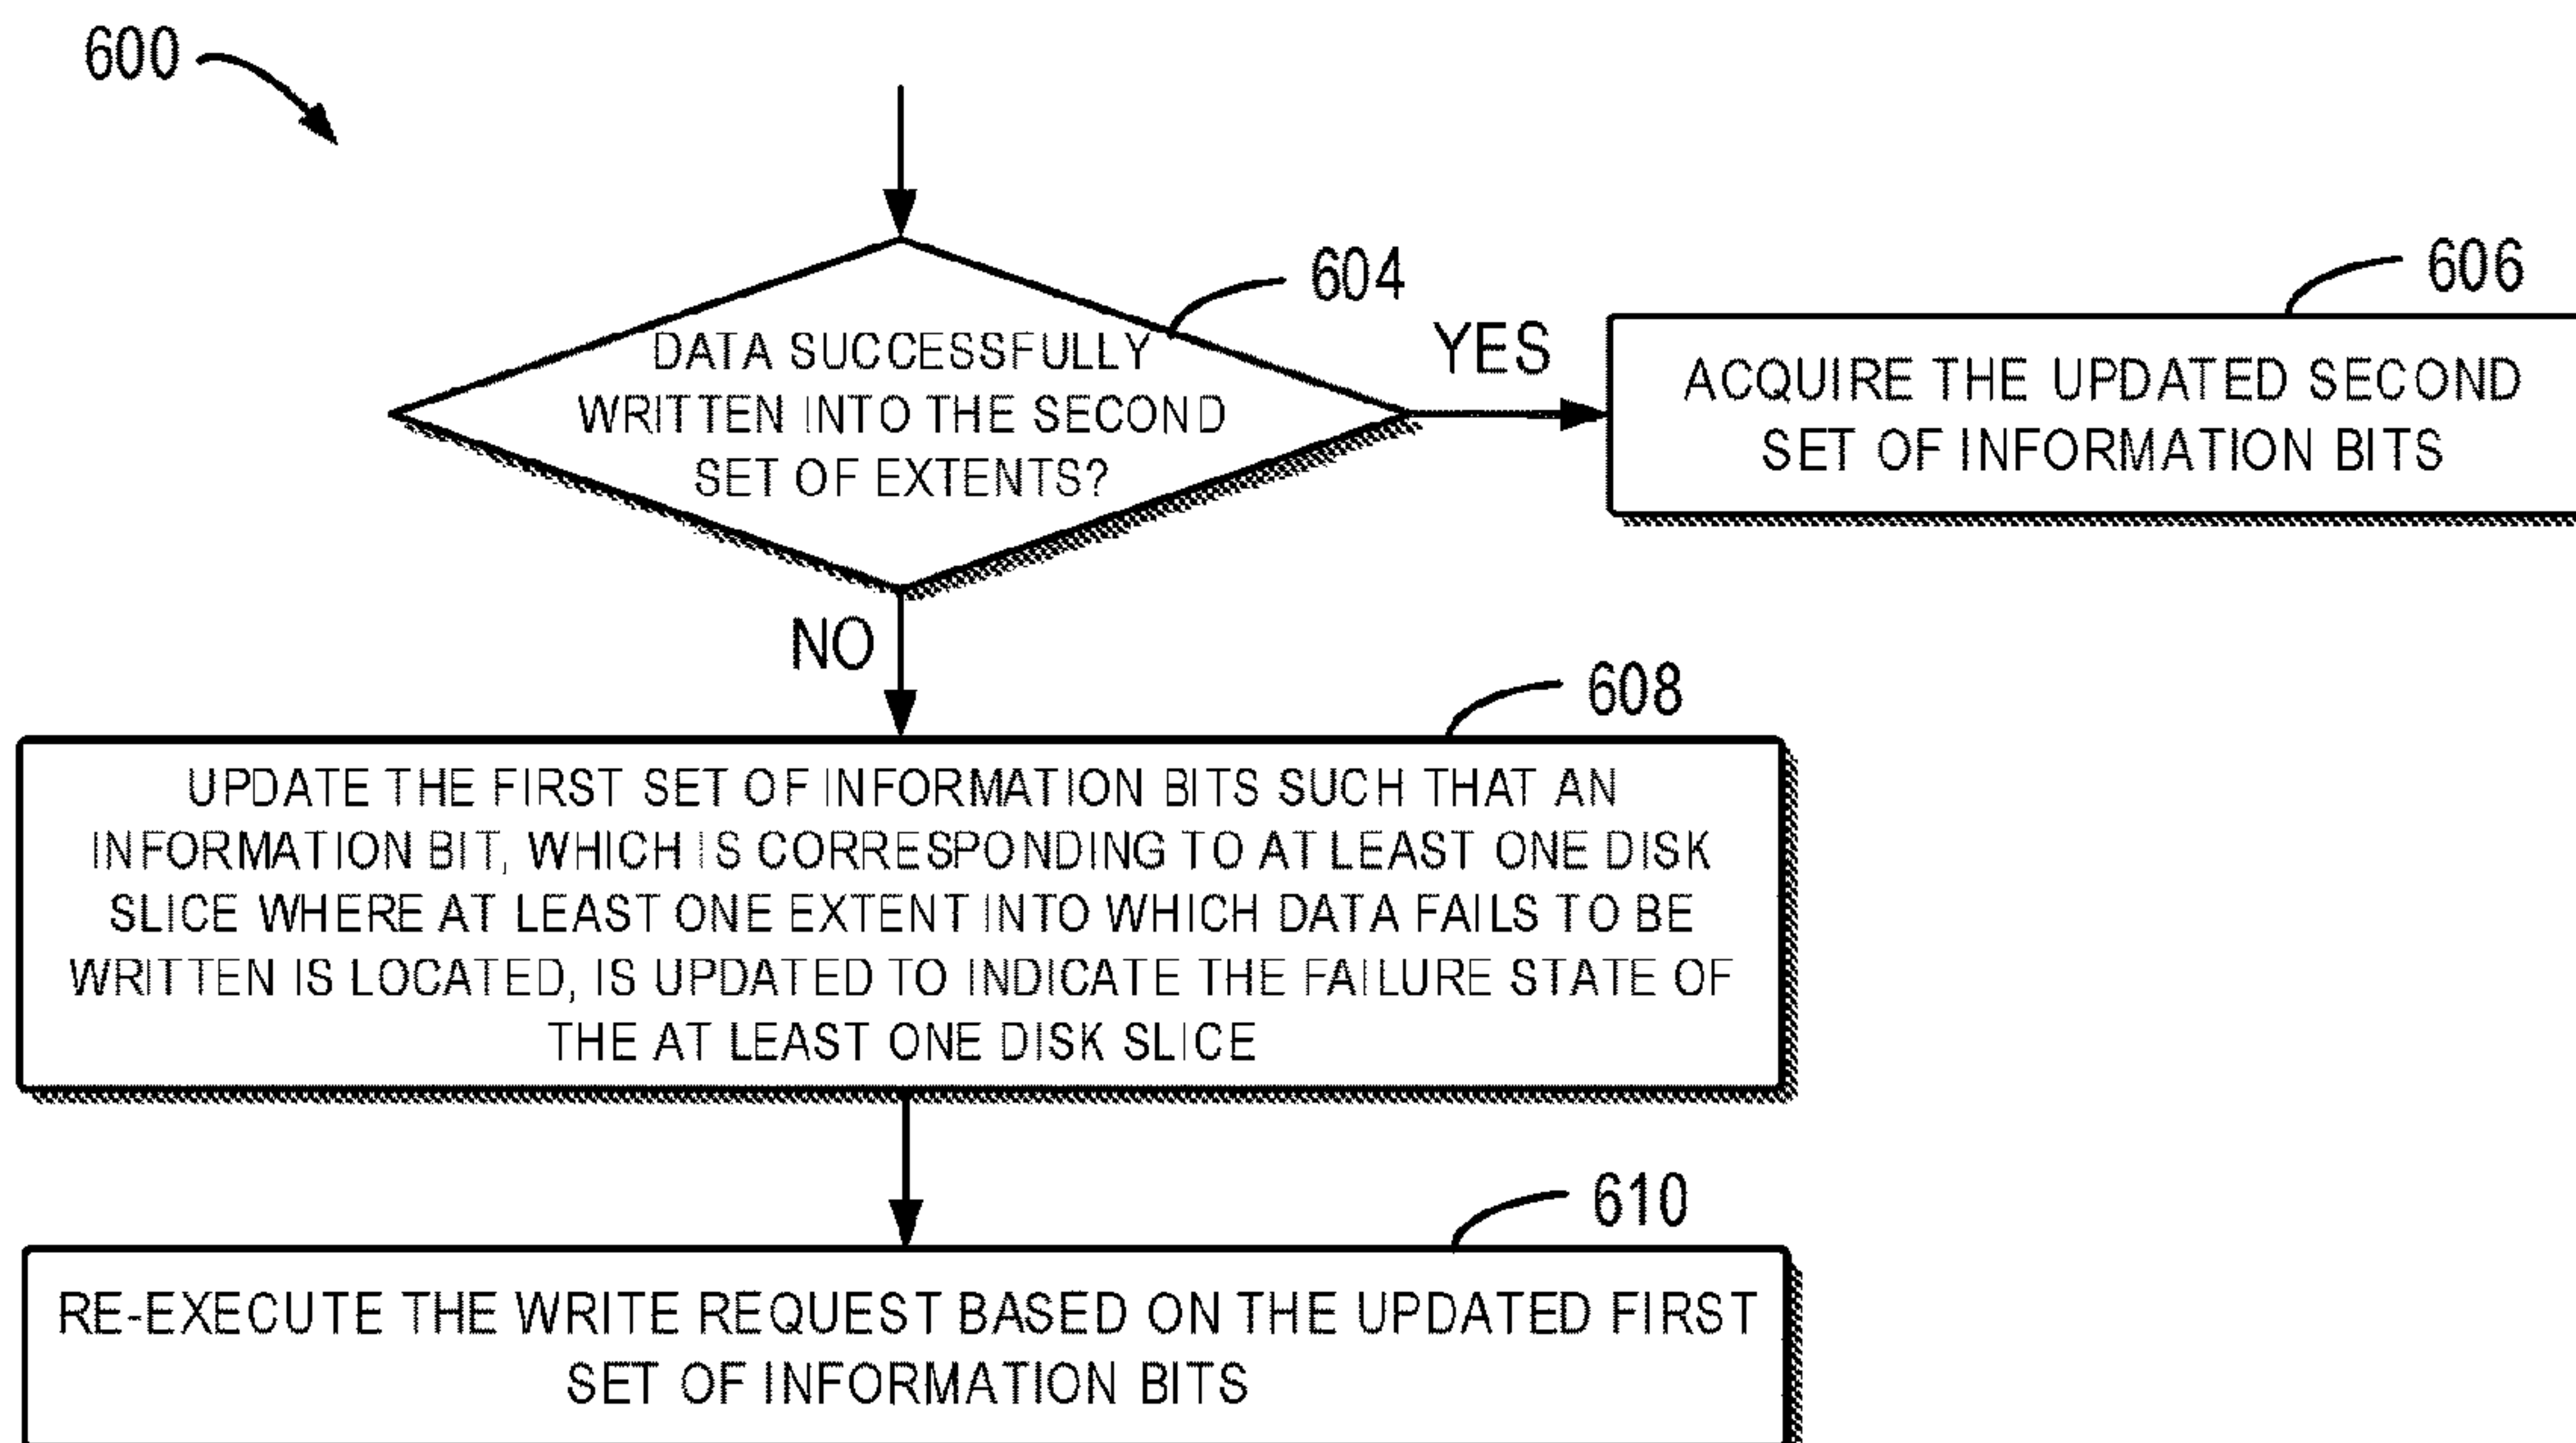 600
604
DATA SUCCESSFULLY
WRITTEN INTO THE SECOND
SET OF EXTENTS?
YES
606
ACQUIRE THE UPDATED SECOND
SET OF INFORMATION BITS
NO
608
UPDATE THE FIRST SET OF INFORMATION BITS SUCH THAT AN
INFORMATION BIT, WHICH IS CORRESPONDING TO AT LEAST ONE DISK
SLICE WHERE AT LEAST ONE EXTENT INTO WHICH DATA FAILS TO BE
WRITTEN IS LOCATED, IS UPDATED TO INDICATE THE FAILURE STATE OF
THE AT LEAST ONE DISK SLICE
610
RE-EXECUTE THE WRITE REQUEST BASED ON THE UPDATED FIRST
SET OF INFORMATION BITS